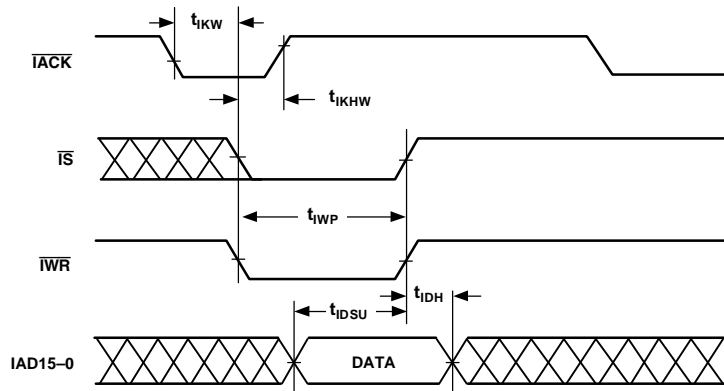 tIKW
IACK
tIKHW
IS
tIWP
IWR
tIDH
tIDSU
IAD15–0
DATA